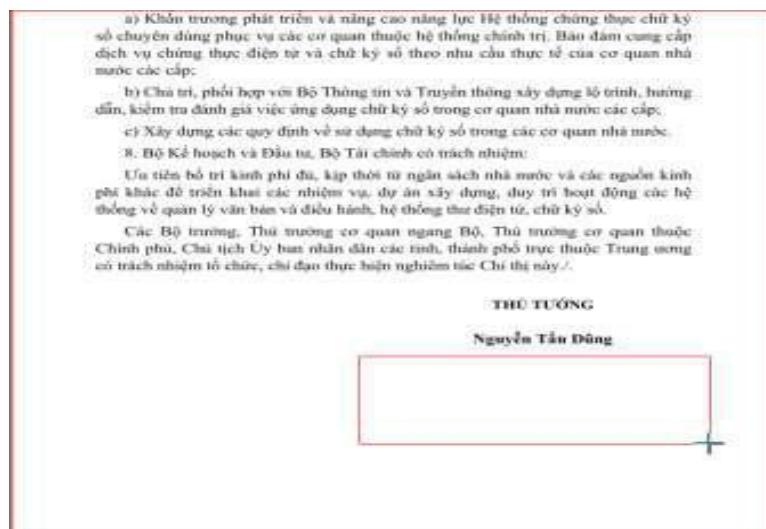 a) Khẩn trương phát triển và nâng cao năng lực Hệ thống chứng thực chữ ký
số chuyên dùng phục vụ các cơ quan thuộc hệ thống chính trị. Bảo đảm cung cấp
dịch vụ chứng thực điện tử và chữ ký số theo nhu cầu thực tế của cơ quan nhà
nước các cấp;
b) Chủ trì, phối hợp với Bộ Thông tin và Truyền thông xây dựng lộ trình, hướng
dẫn, kiểm tra đánh giá việc ứng dụng chữ ký số trong cơ quan nhà nước các cấp;
c) Xây dựng các quy định về sử dụng chữ ký số trong các cơ quan nhà nước.
8. Bộ Kế hoạch và Đầu tư, Bộ Tài chính có trách nhiệm:
Ưu tiên bố trí kinh phí đủ, kịp thời từ ngân sách nhà nước và các nguồn kinh
phí khác để triển khai các nhiệm vụ, dự án xây dựng, duy trì hoạt động các hệ
thống về quản lý văn bản và điều hành, hệ thống thư điện tử, chữ ký số.
Các Bộ trưởng, Thủ trưởng cơ quan ngang Bộ, Thủ trưởng cơ quan thuộc
Chính phủ, Chủ tịch Ủy ban nhân dân các tỉnh, thành phố trực thuộc Trung ương
có trách nhiệm tổ chức, chỉ đạo thực hiện nghiêm túc Chỉ thị này./.
THỦ TƯỚNG
Nguyễn Tấn Dũng